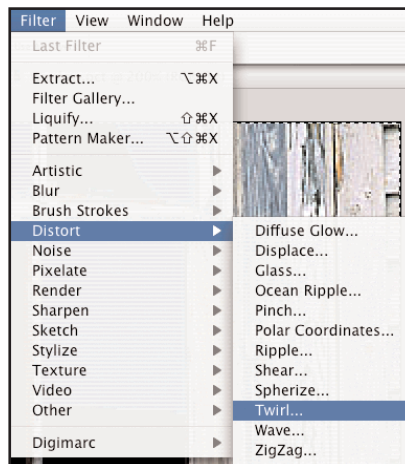 Filter View Window Help
Last Filter ⌘F
Extract... ⌥⌘X
Filter Gallery...
Liquify... ⇧⌘X
Pattern Maker... ⌥⇧⌘X
Artistic
Blur
Brush Strokes
Distort
Noise
Pixelate
Render
Sharpen
Sketch
Stylize
Texture
Video
Other
Digimarc
Diffuse Glow...
Displace...
Glass...
Ocean Ripple...
Pinch...
Polar Coordinates...
Ripple...
Shear...
Spherize...
Twirl...
Wave...
ZigZag...